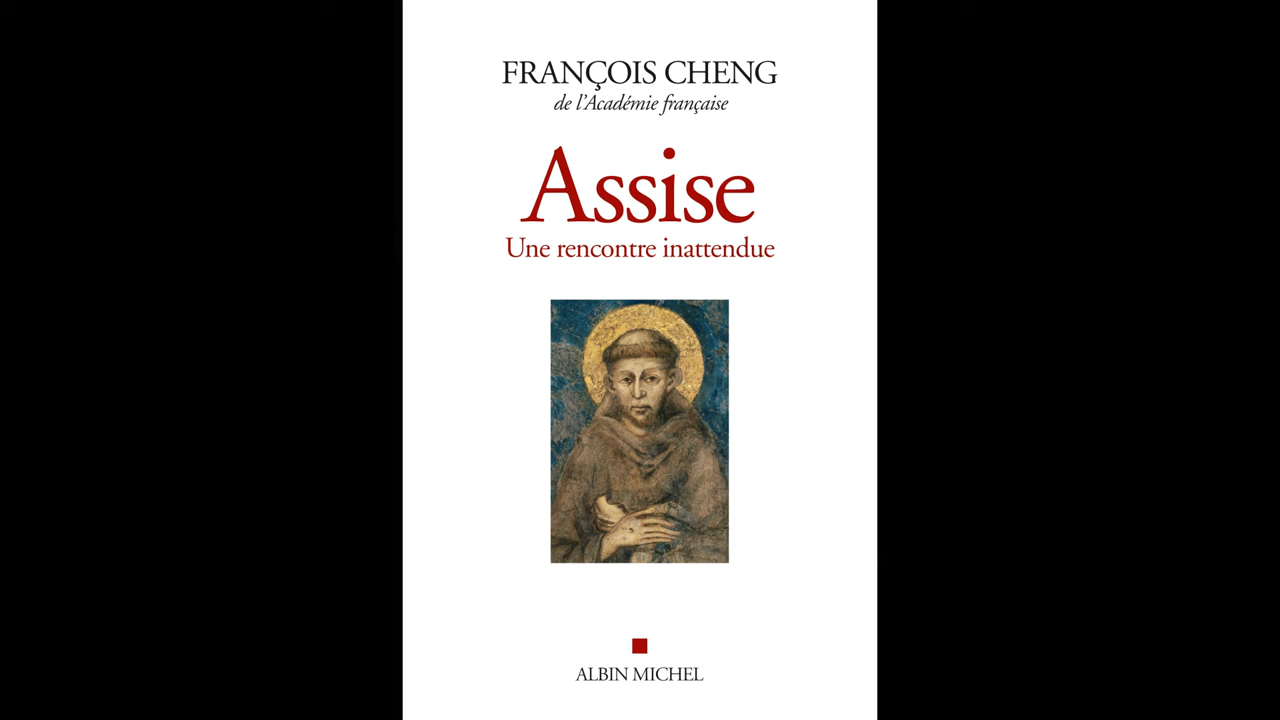 FRANÇOIS CHENG
de l’Académie française
Assise
Une rencontre inattendue
ALBIN MICHEL